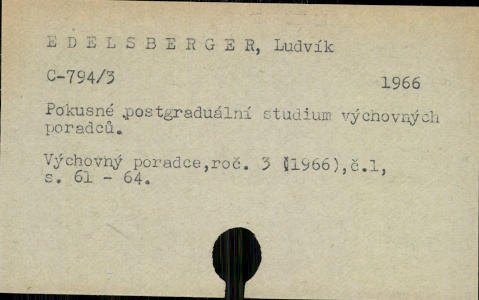 E D E L S B E R G E R, Ludvík
C-794/3 1966
Pokusné postgraduální studium výchovných
poradců.
Výchovný poradce,roč. 3 (1966),č.1,
s. 61 - 64.